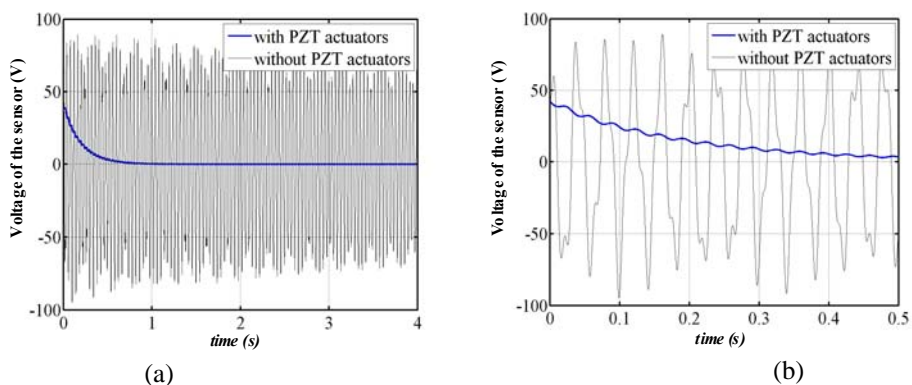 100
50
0
-50
-100
Voltage of the sensor (V)
with PZT actuators
without PZT actuators
0
1
2
3
4
time (s)
(a)
100
50
0
-50
-100
Voltage of the sensor (V)
with PZT actuators
without PZT actuators
0
0.1
0.2
0.3
0.4
0.5
time (s)
(b)